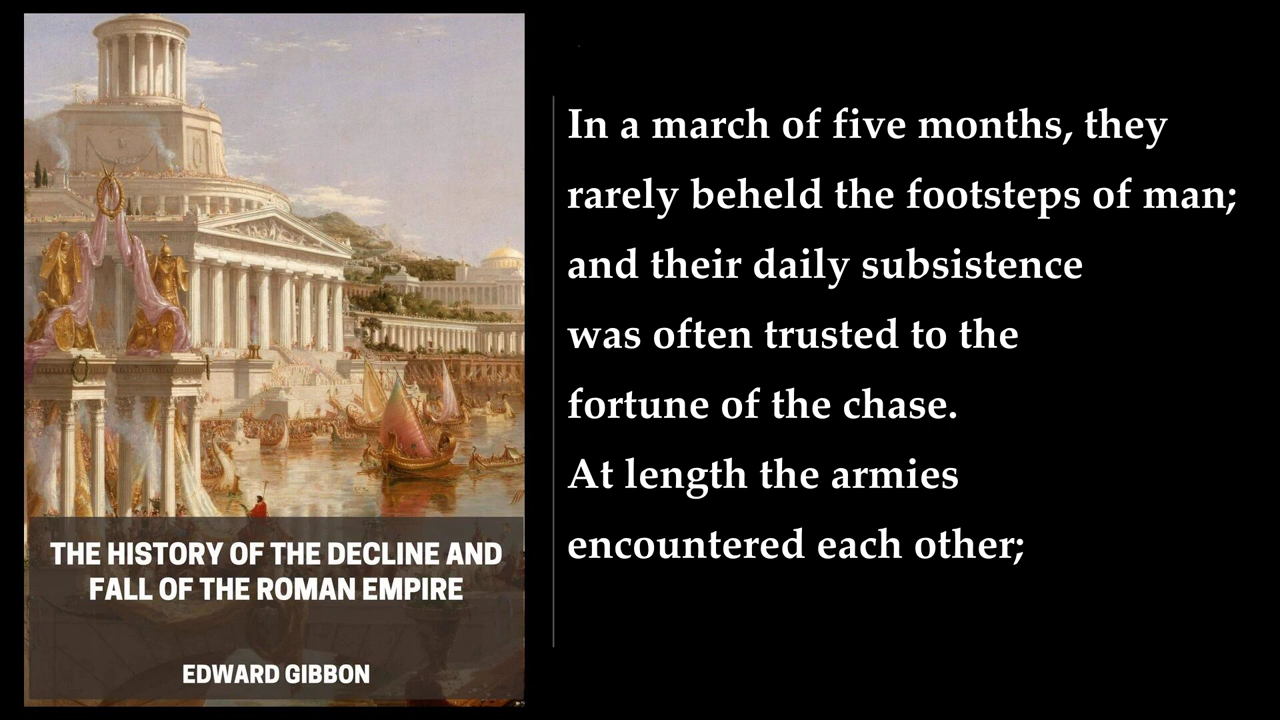 THE HISTORY OF THE DECLINE AND
FALL OF THE ROMAN EMPIRE
EDWARD GIBBON
In a march of five months, they
rarely beheld the footsteps of man;
and their daily subsistence
was often trusted to the
fortune of the chase.
At length the armies
encountered each other;